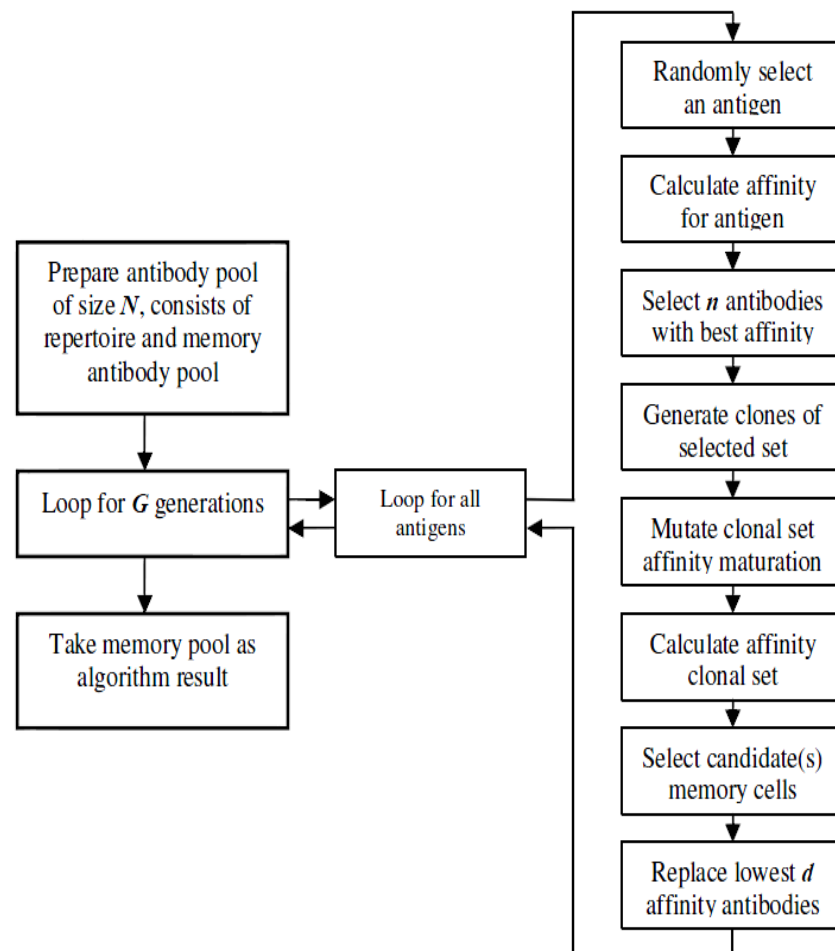 Prepare antibody pool
of size N, consists of
repertoire and memory
antibody pool
Loop for G generations
Take memory pool as
algorithm result
Loop for all
antigens
Randomly select
an antigen
Calculate affinity
for antigen
Select n antibodies
with best affinity
Generate clones of
selected set
Mutate clonal set
affinity maturation
Calculate affinity
clonal set
Select candidate(s)
memory cells
Replace lowest d
affinity antibodies